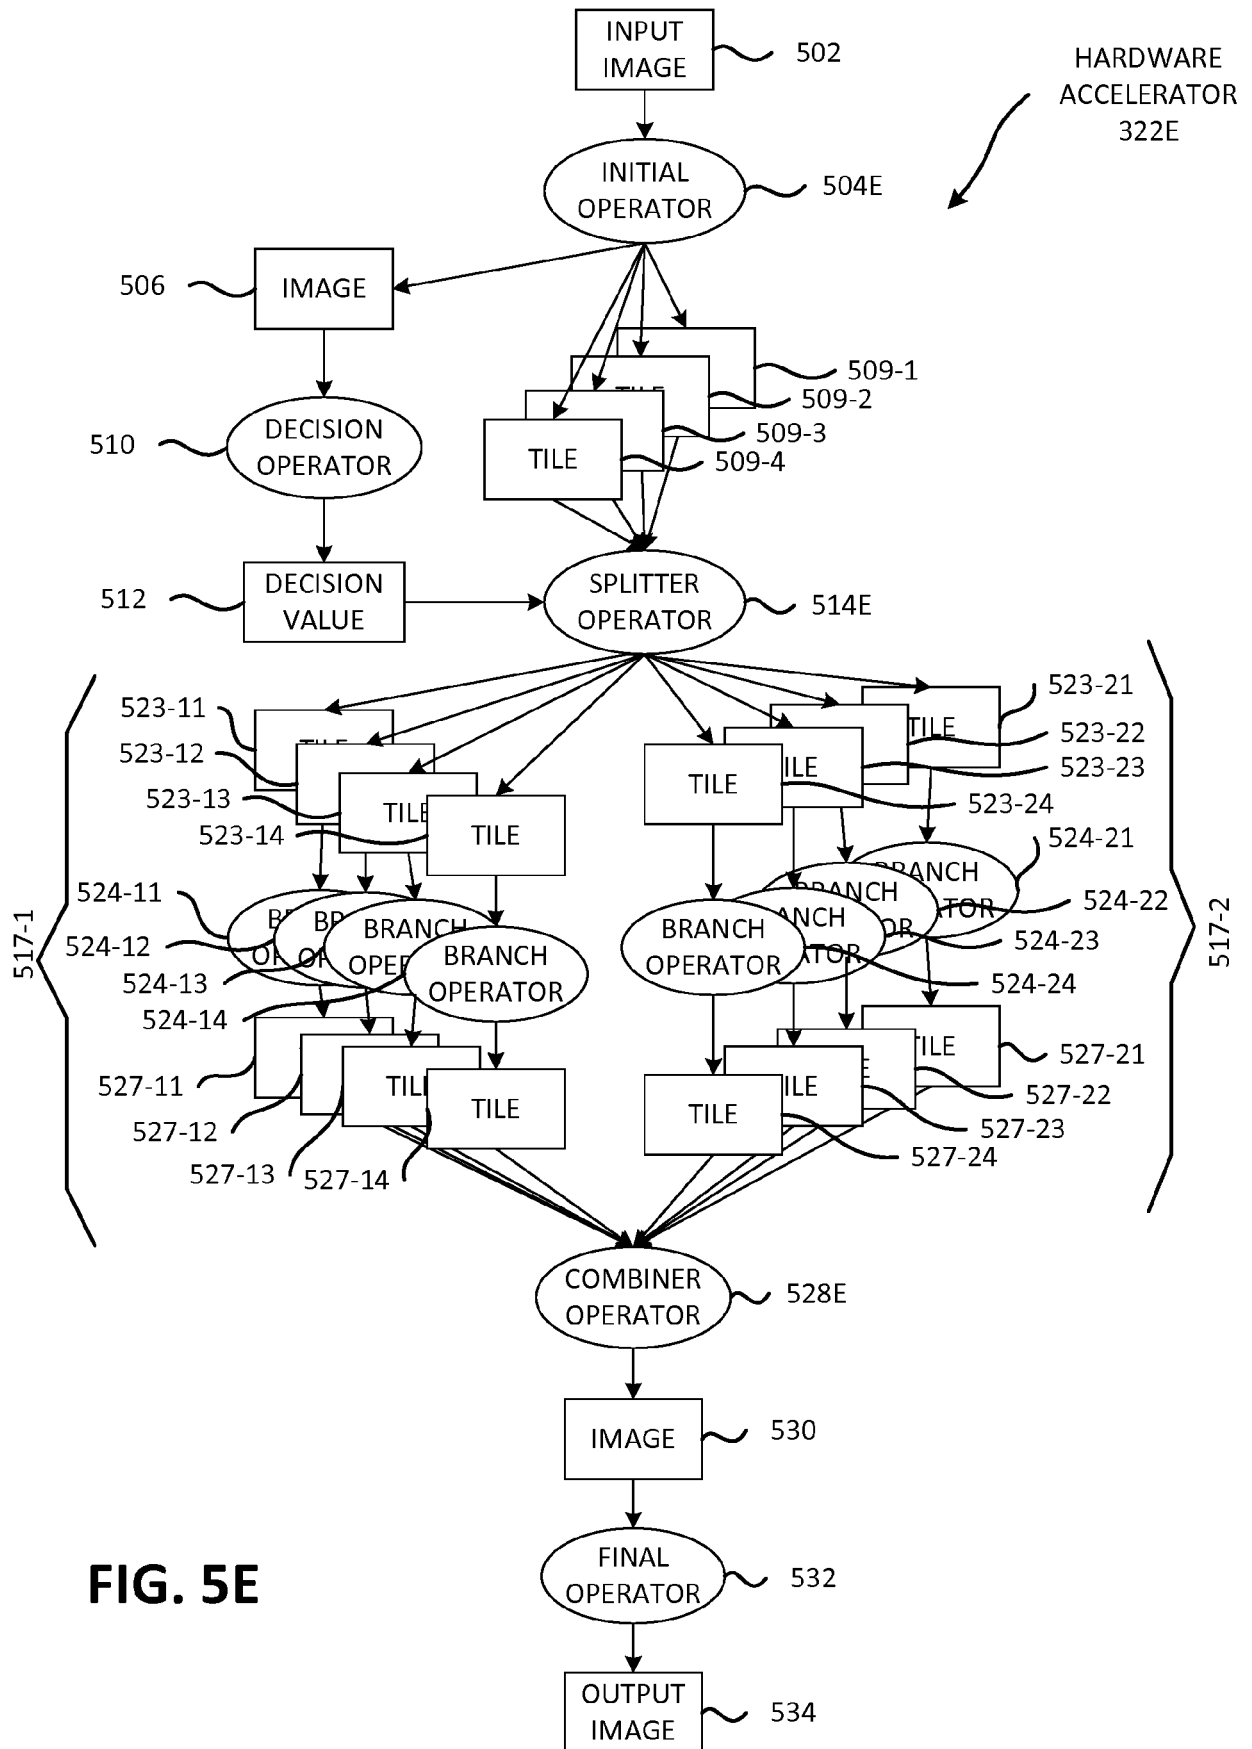 INPUT
IMAGE
502
HARDWARE
ACCELERATOR
322E
INITIAL
OPERATOR
504E
506
IMAGE
509-1
509-2
509-3
509-4
TILE
510
DECISION
OPERATOR
512
DECISION
VALUE
SPLITTER
OPERATOR
514E
517-1
517-2
523-11
523-12
523-13
523-14
TILE
TILE
TILE
TILE
TILE
523-21
523-22
523-23
523-24
524-11
524-12
524-13
524-14
BRANCH
BRANCH
OPERATOR
BRANCH
OPERATOR
BRANCH
524-21
524-22
524-23
524-24
527-11
527-12
527-13
527-14
TILE
TILE
TILE
TILE
527-21
527-22
527-23
527-24
COMBINER
OPERATOR
528E
IMAGE
530
FINAL
OPERATOR
532
OUTPUT
IMAGE
534
FIG. 5E